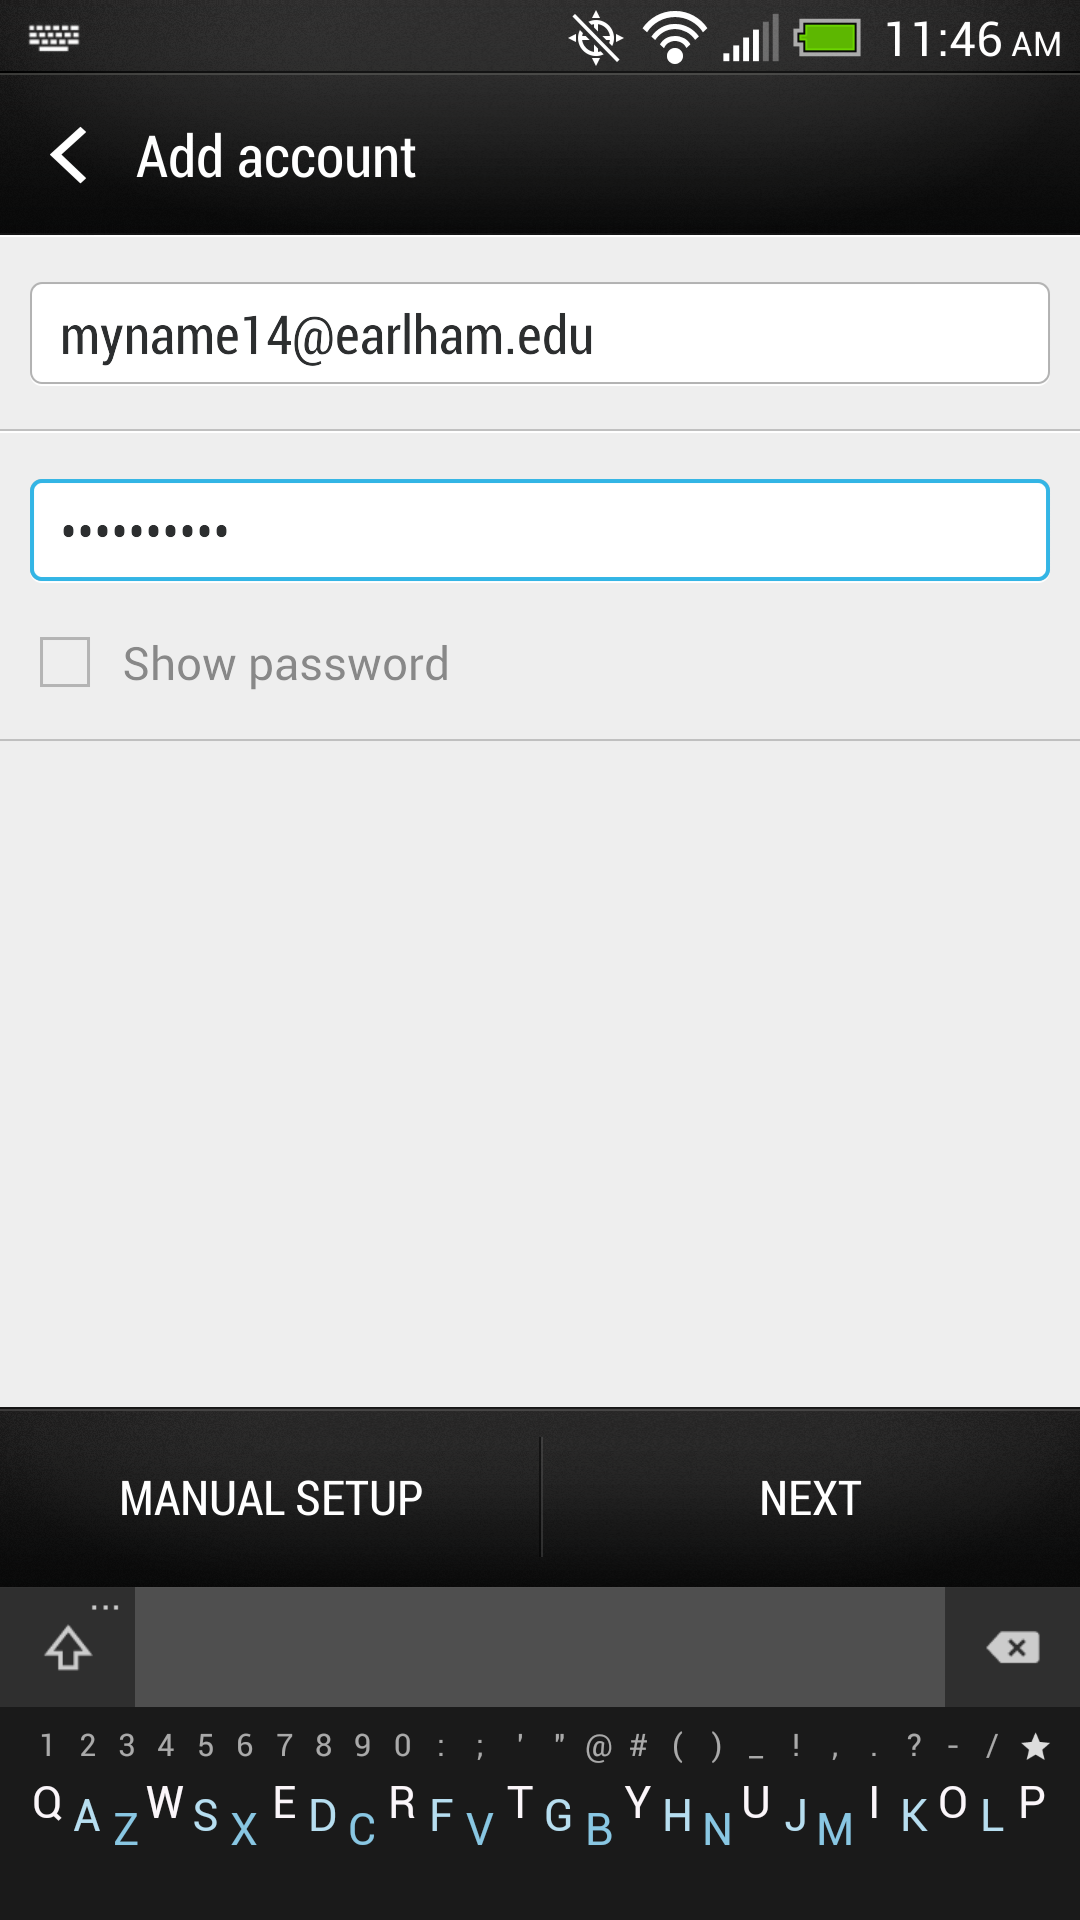 11:46 AM
Add account
myname14@earlham.edu
••••••••••
Show password
MANUAL SETUP NEXT
...
1 2 3 4 5 6 7 8 9 0 : ; ' " @ # ( ) _ ! , . ? - / ★
Q A Z W S X E D C R F V T G B Y H N U J M I K O L P